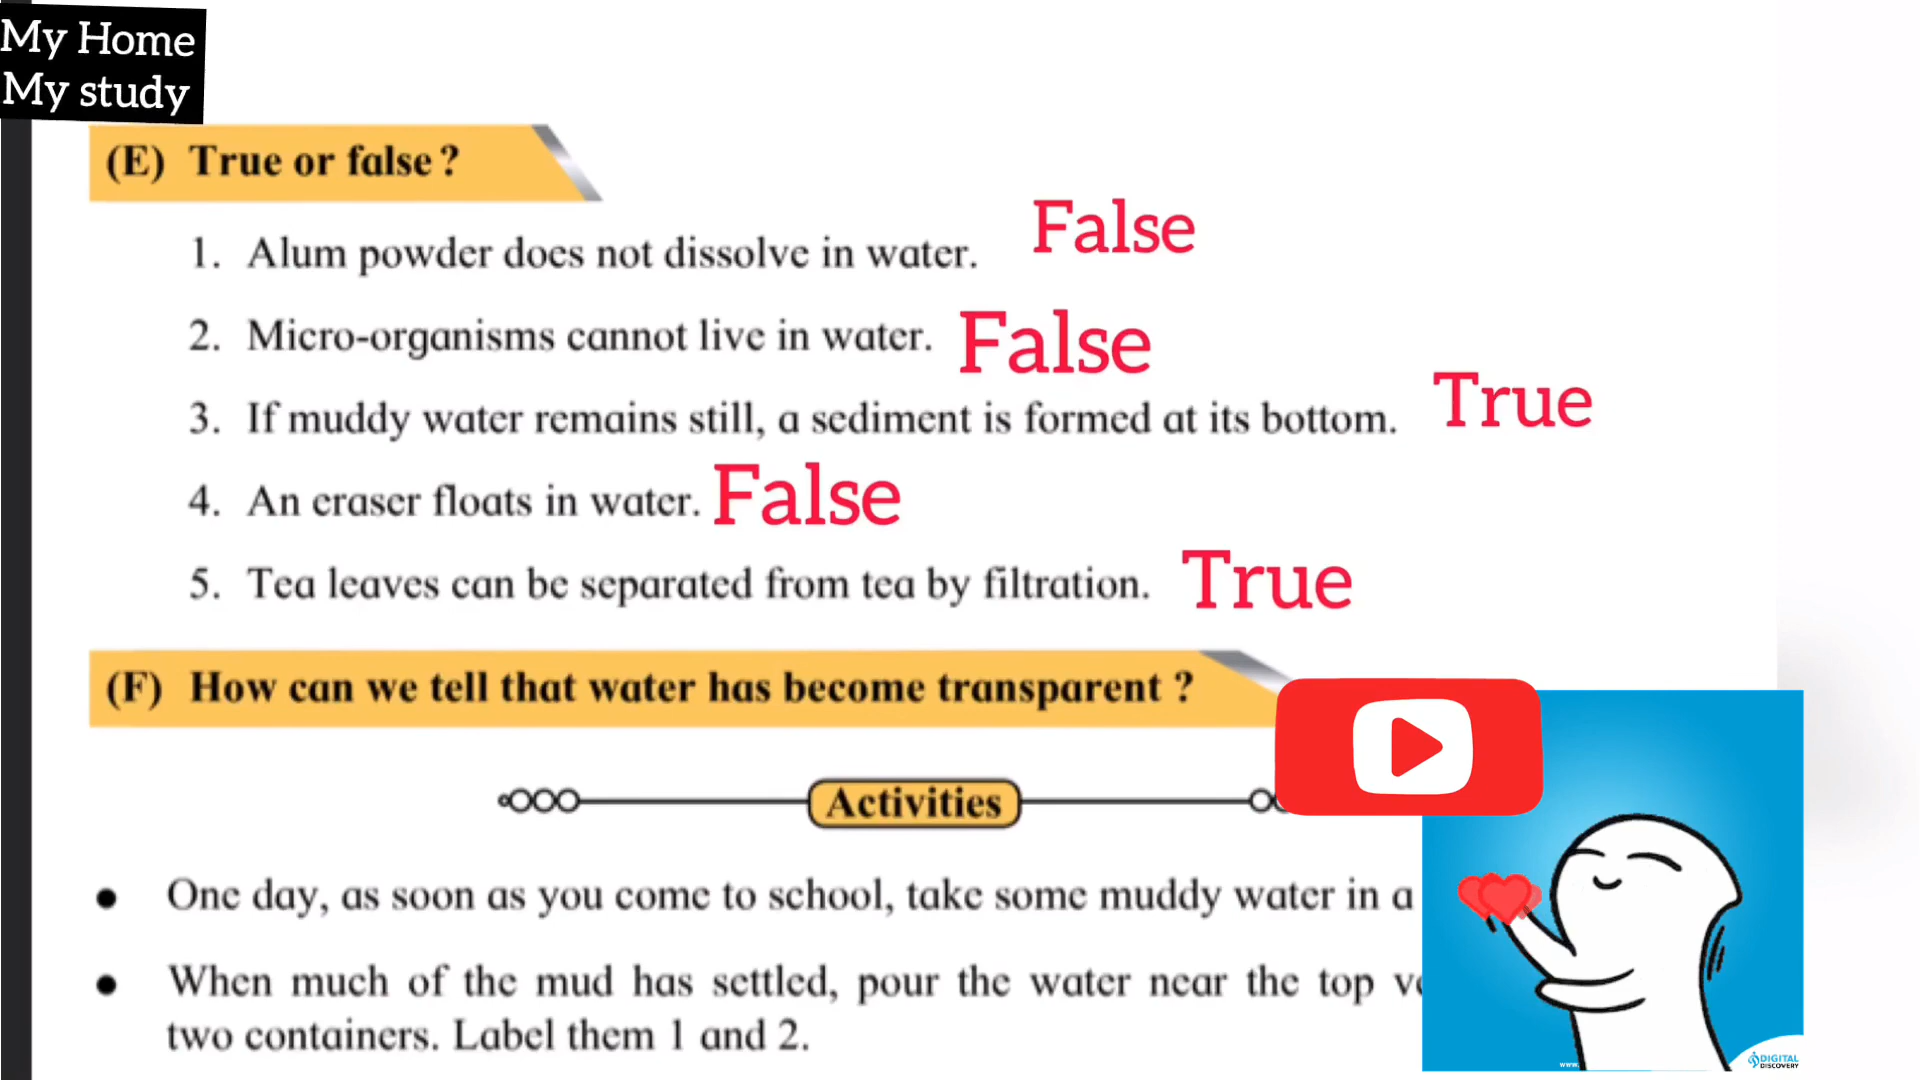 My Home
My study
(E) True or false ?
1. Alum powder does not dissolve in water. False
2. Micro-organisms cannot live in water. False
3. If muddy water remains still, a sediment is formed at its bottom. True
4. An eraser floats in water. False
5. Tea leaves can be separated from tea by filtration. True
(F) How can we tell that water has become transparent ?
Activities
● One day, as soon as you come to school, take some muddy water in a
● When much of the mud has settled, pour the water near the top
two containers. Label them 1 and 2.
DIGITAL
DISCOVERY